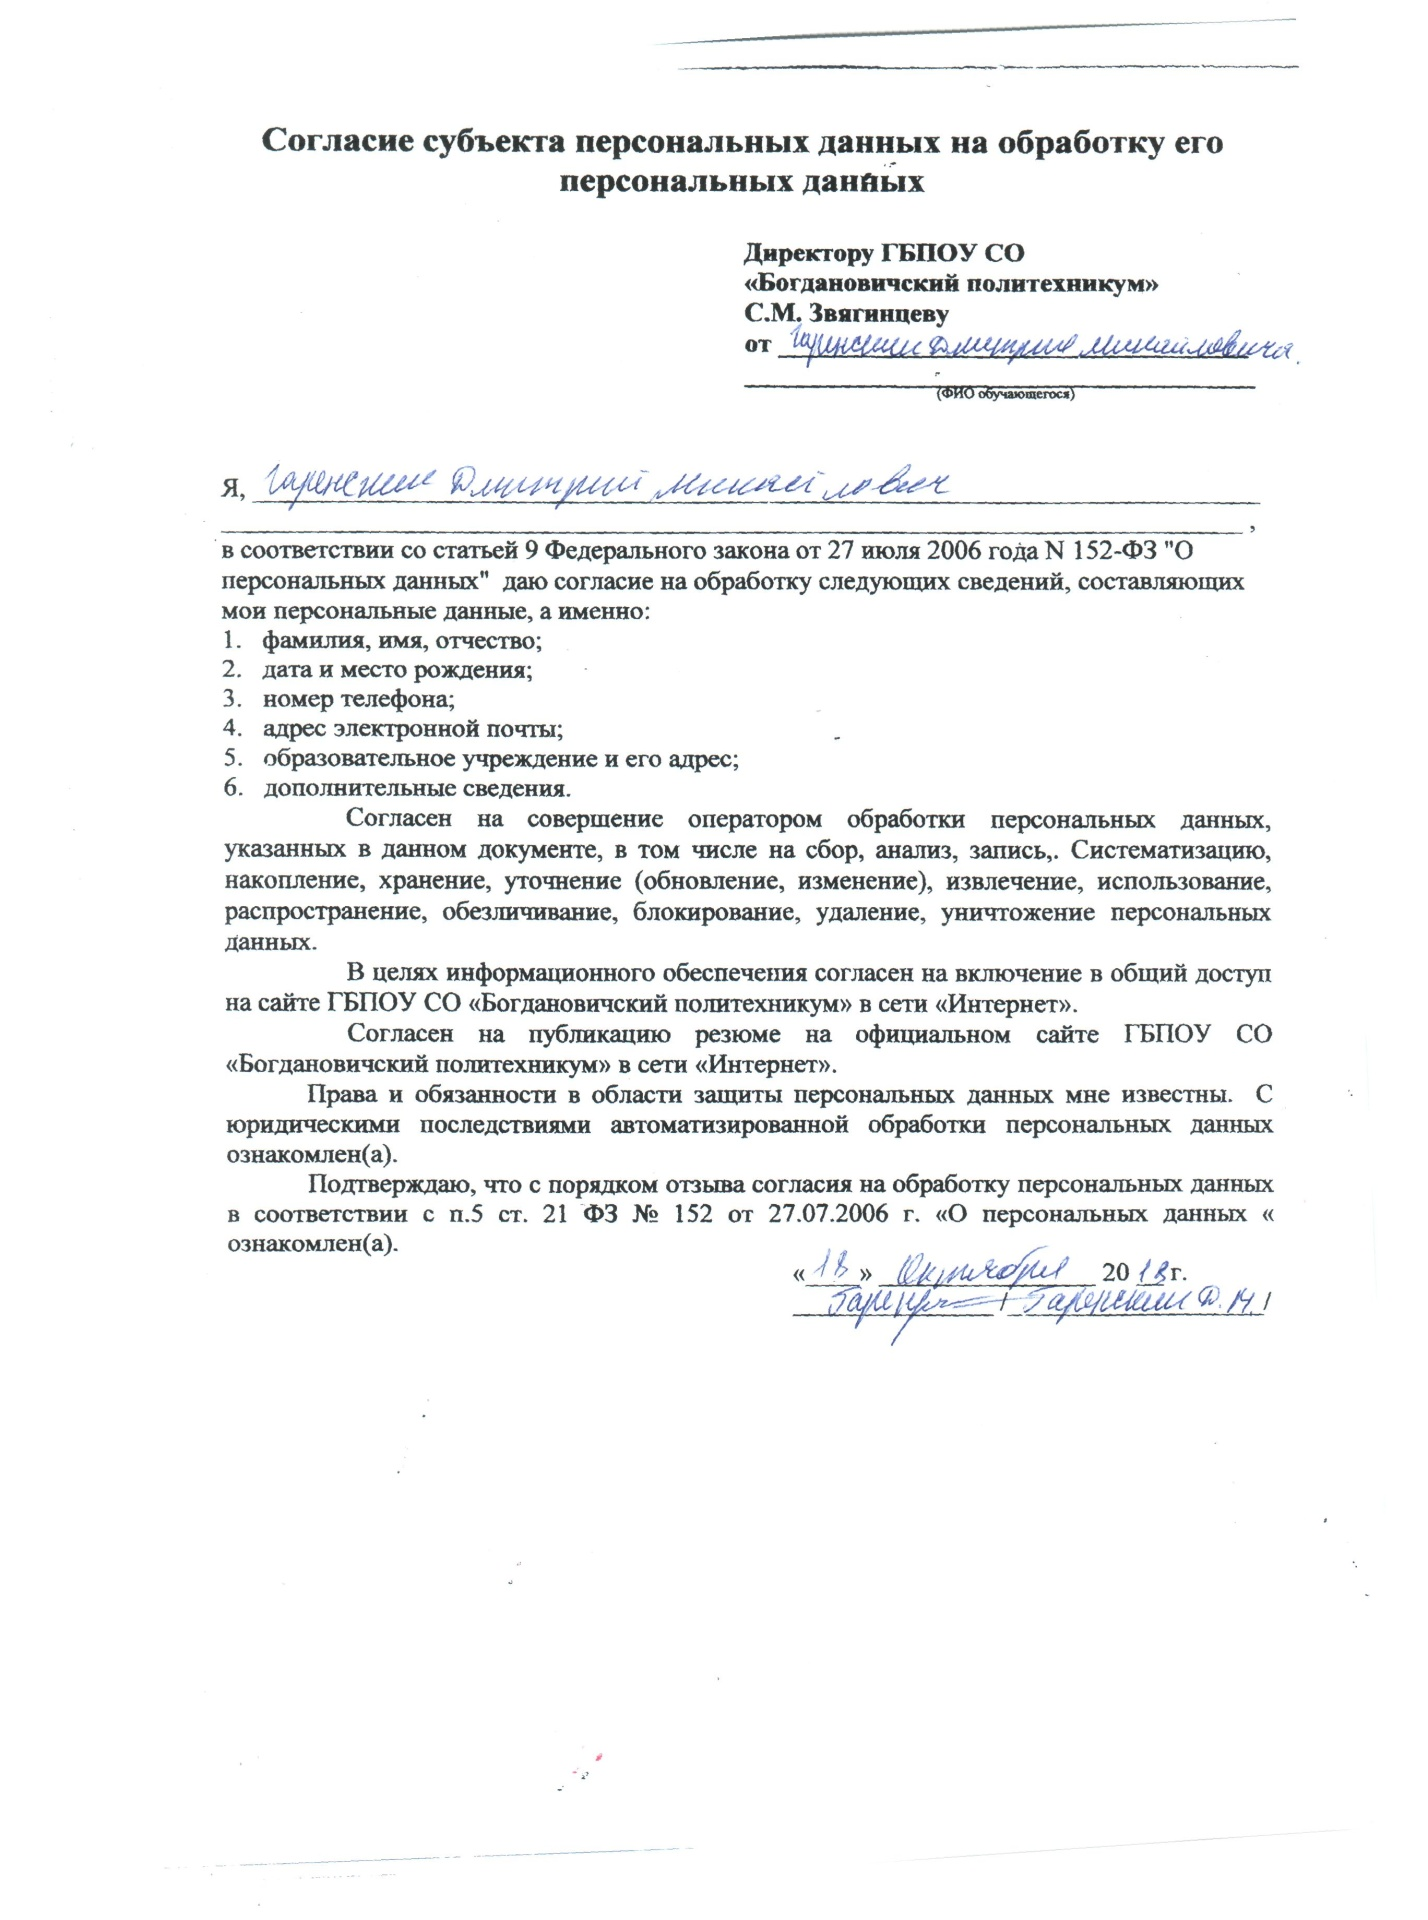 Согласие субъекта персональных данных на обработку его
персональных данных
Директору ГБПОУ СО
«Богдановичский политехникум»
С.М. Звягинцеву
от Дмитрия Михайловича.
(ФИО обучающегося)
Я, Гаренских Дмитрий Михайлович
,
в соответствии со статьей 9 Федерального закона от 27 июля 2006 года N 152-ФЗ "О
персональных данных" даю согласие на обработку следующих сведений, составляющих
мои персональные данные, а именно:
1. фамилия, имя, отчество;
2. дата и место рождения;
3. номер телефона;
4. адрес электронной почты;
5. образовательное учреждение и его адрес;
6. дополнительные сведения.
Согласен на совершение оператором обработки персональных данных,
указанных в данном документе, в том числе на сбор, анализ, запись,. Систематизацию,
накопление, хранение, уточнение (обновление, изменение), извлечение, использование,
распространение, обезличивание, блокирование, удаление, уничтожение персональных
данных.
В целях информационного обеспечения согласен на включение в общий доступ
на сайте ГБПОУ СО «Богдановичский политехникум» в сети «Интернет».
Согласен на публикацию резюме на официальном сайте ГБПОУ СО
«Богдановичский политехникум» в сети «Интернет».
Права и обязанности в области защиты персональных данных мне известны. С
юридическими последствиями автоматизированной обработки персональных данных
ознакомлен(а).
Подтверждаю, что с порядком отзыва согласия на обработку персональных данных
в соответствии с п.5 ст. 21 ФЗ № 152 от 27.07.2006 г. «О персональных данных «
ознакомлен(а).
«18» Октября 2018г.
/ Гаренских Д.М. /